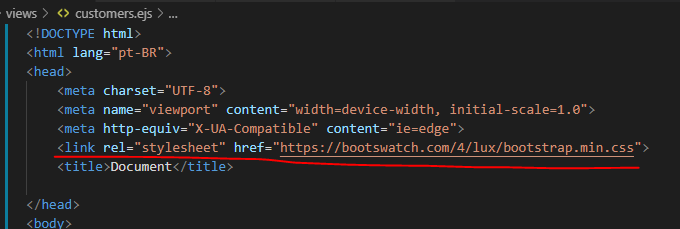 views > <> customers.ejs > ...
<!DOCTYPE html>
<html lang="pt-BR">
<head>
<meta charset="UTF-8">
<meta name="viewport" content="width=device-width, initial-scale=1.0">
<meta http-equiv="X-UA-Compatible" content="ie=edge">
<link rel="stylesheet" href="https://bootswatch.com/4/lux/bootstrap.min.css">
<title>Document</title>
</head>
<body>